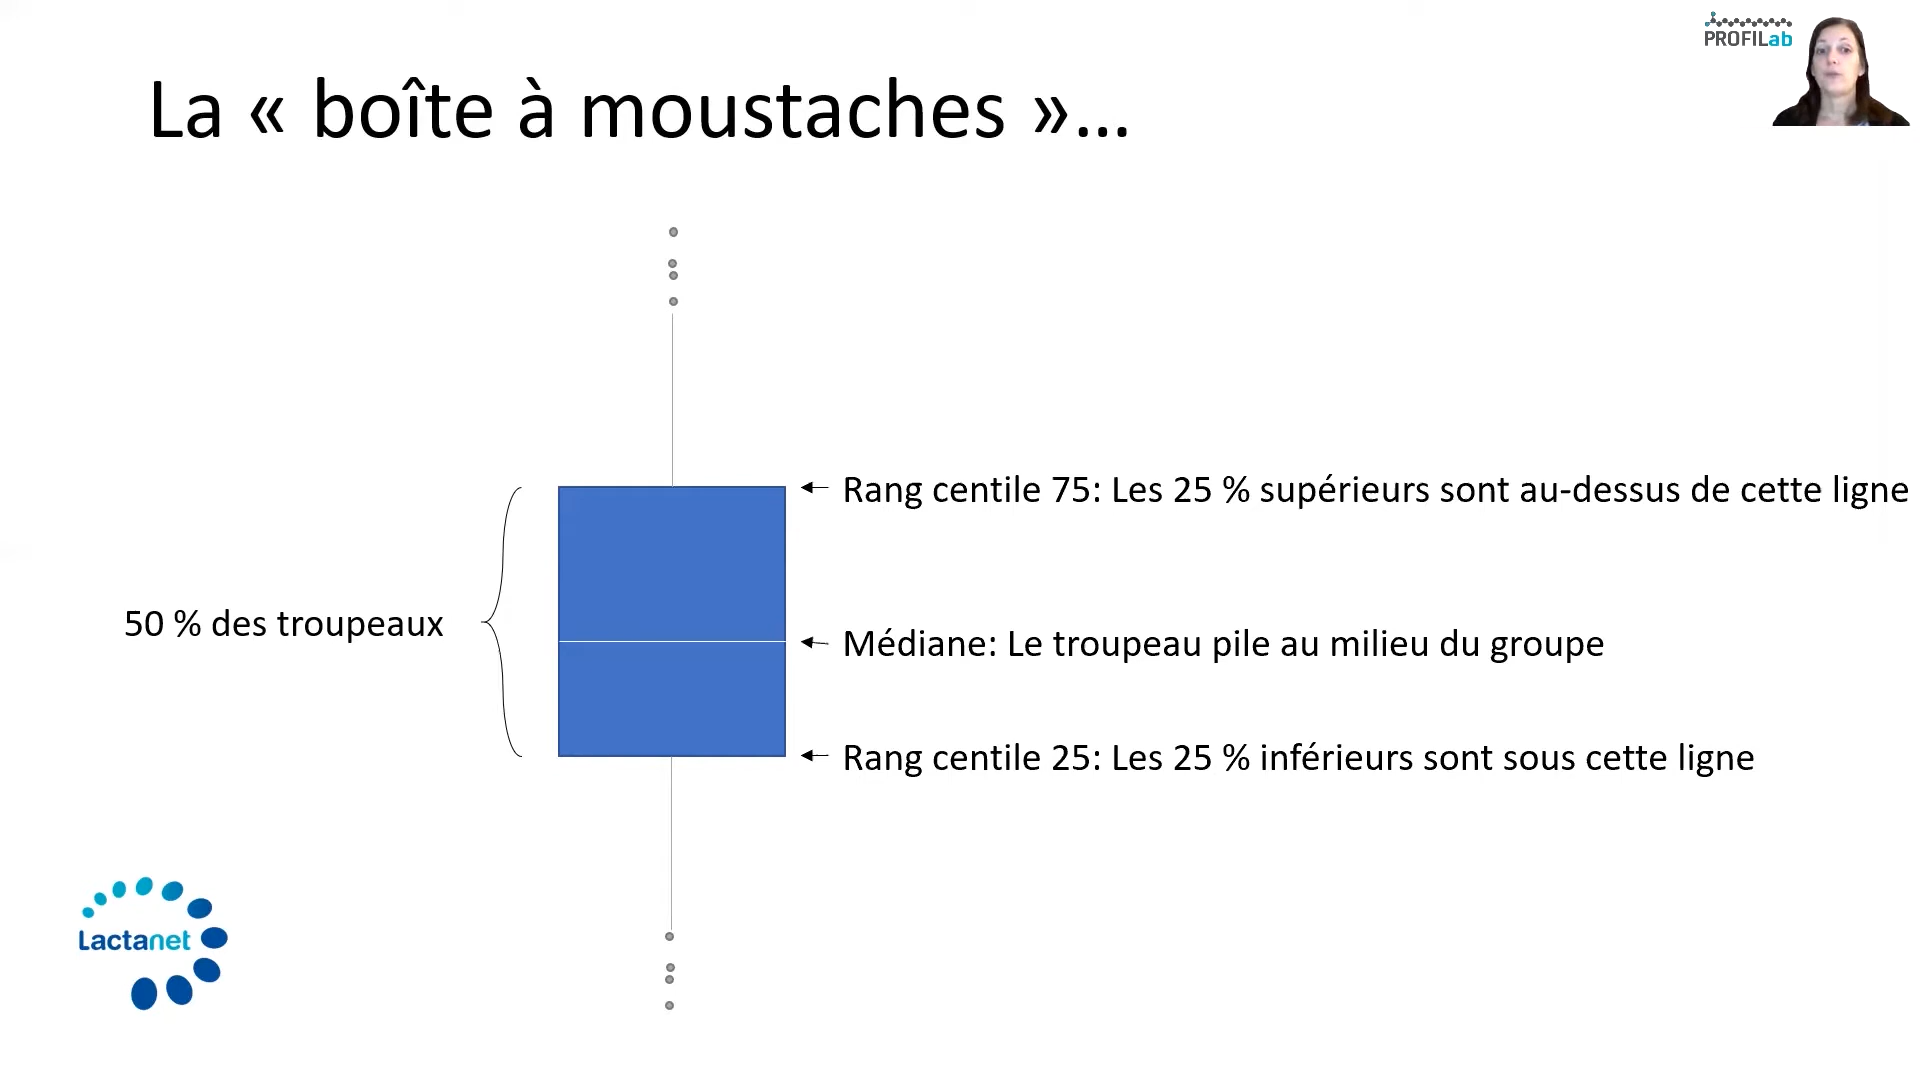 PROFILab
La « boîte à moustaches »...
Rang centile 75: Les 25 % supérieurs sont au-dessus de cette ligne
50 % des troupeaux
Médiane: Le troupeau pile au milieu du groupe
Rang centile 25: Les 25 % inférieurs sont sous cette ligne
Lactanet